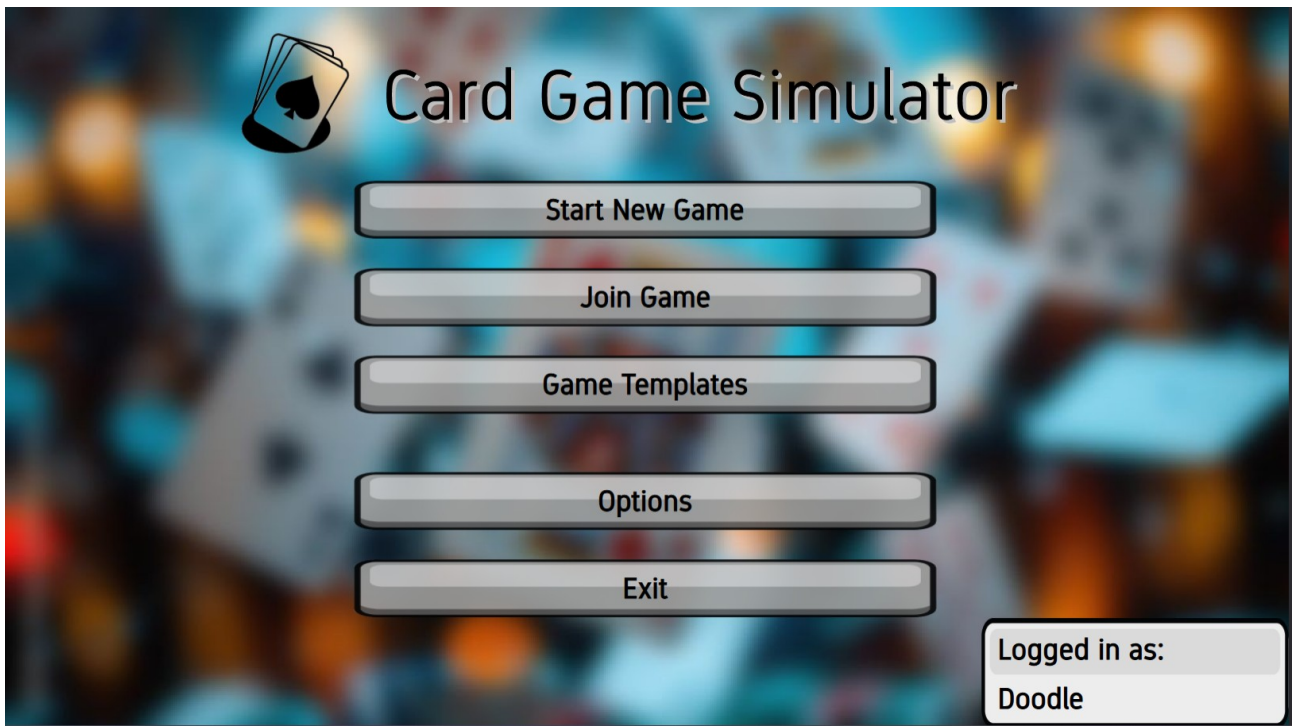 Card Game Simulator
Start New Game
Join Game
Game Templates
Options
Exit
Logged in as:
Doodle